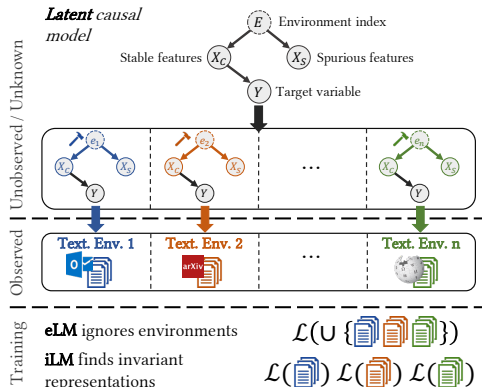 Latent causal
model
E
Environment index
Stable features
X_C
X_S
Spurious features
Y
Target variable
Unobserved / Unknown
e_1
X_C
X_S
Y
e_2
X_C
X_S
Y
...
e_n
X_C
X_S
Y
Observed
Text. Env. 1
Text. Env. 2
Text. Env. n
O
arXiv
...
Training
eLM ignores environments
ℒ(∪ { })
iLM finds invariant
representations
ℒ( ) ℒ( ) ℒ( )